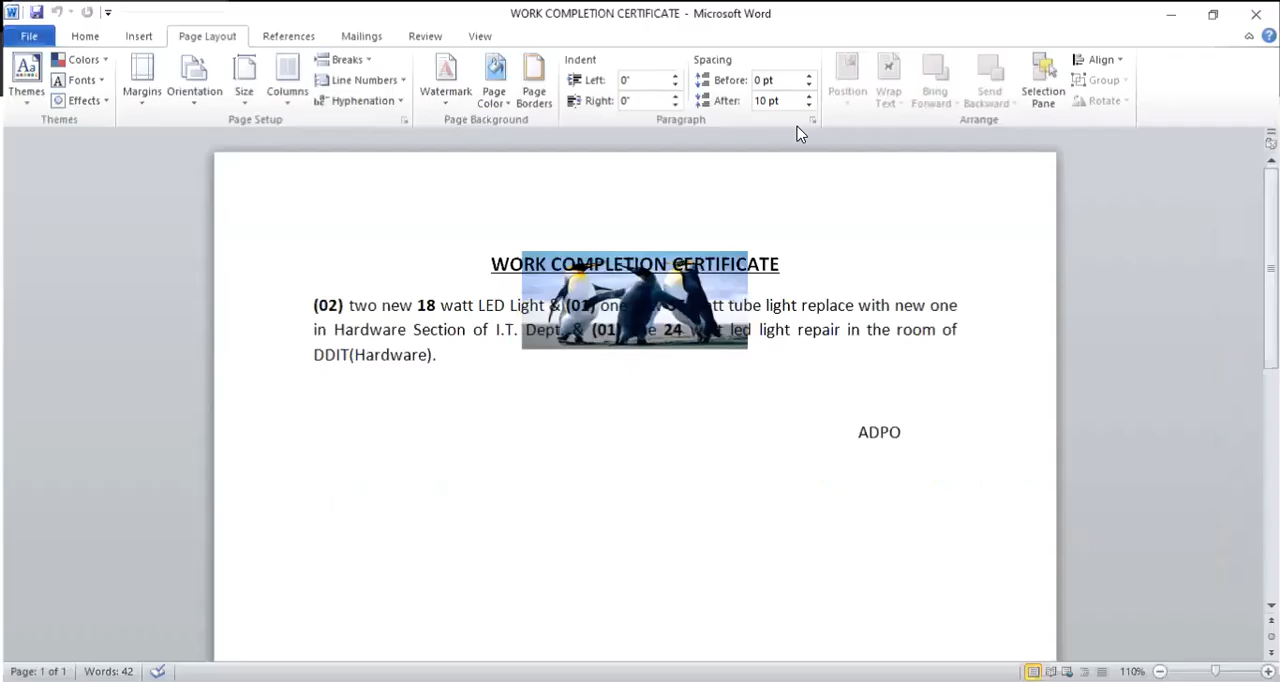 WORK COMPLETION CERTIFICATE - Microsoft Word
File Home Insert Page Layout References Mailings Review View
Themes Colors Fonts Effects
Themes
Margins Orientation Size Columns Breaks Line Numbers Hyphenation
Page Setup
Watermark Page Color Page Borders
Page Background
Indent Spacing
Left: 0" Before: 0 pt
Right: 0" After: 10 pt
Paragraph
Position Wrap Text Bring Forward Send Backward Selection Pane Align Group Rotate
Arrange
WORK COMPLETION CERTIFICATE
(02) two new 18 watt LED Light & (01) one tube light replace with new one
in Hardware Section of I.T. Dept & (01) 24 watt led light repair in the room of
DDIT(Hardware).
ADPO
Page: 1 of 1 Words: 42 110%